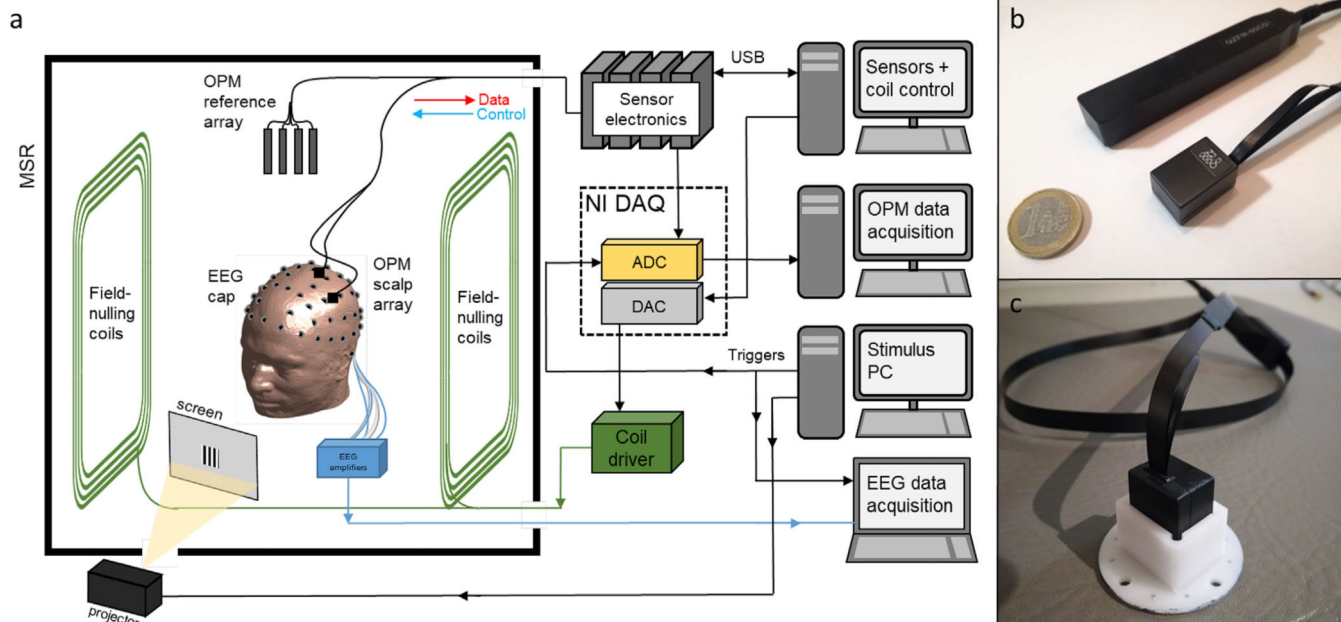 a
MSR
OPM
reference
array
Data
Control
Sensor
electronics
USB
Sensors +
coil control
NI DAQ
ADC
DAC
OPM data
acquisition
EEG
cap
OPM
scalp
array
Field-
nulling
coils
Field-
nulling
coils
Triggers
Stimulus
PC
screen
EEG
amplifiers
Coil
driver
EEG data
acquisition
projector
b
c